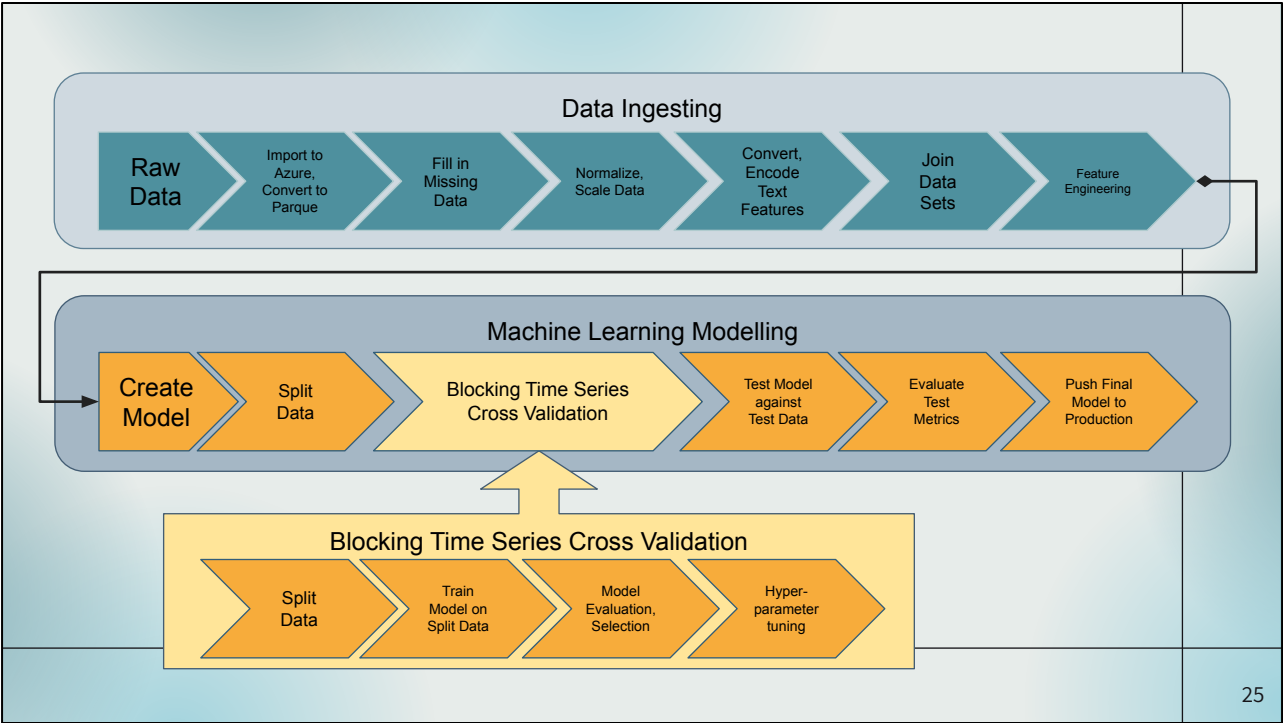 Data Ingesting
Raw
Data
Import to
Azure,
Convert to
Parque
Fill in
Missing
Data
Normalize,
Scale Data
Convert,
Encode
Text
Features
Join
Data
Sets
Feature
Engineering
Machine Learning Modelling
Create
Model
Split
Data
Blocking Time Series
Cross Validation
Test Model
against
Test Data
Evaluate
Test
Metrics
Push Final
Model to
Production
Blocking Time Series Cross Validation
Split
Data
Train
Model on
Split Data
Model
Evaluation,
Selection
Hyper-
parameter
tuning
25